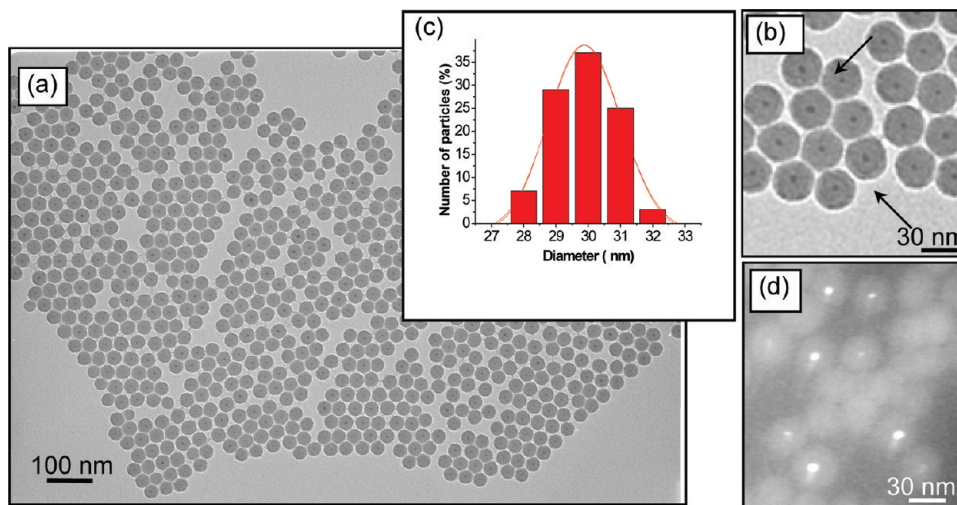 (a)
100 nm
(c)
Number of particles (%)
35
30
25
20
15
10
5
0
27 28 29 30 31 32 33
Diameter ( nm)
(b)
30 nm
(d)
30 nm